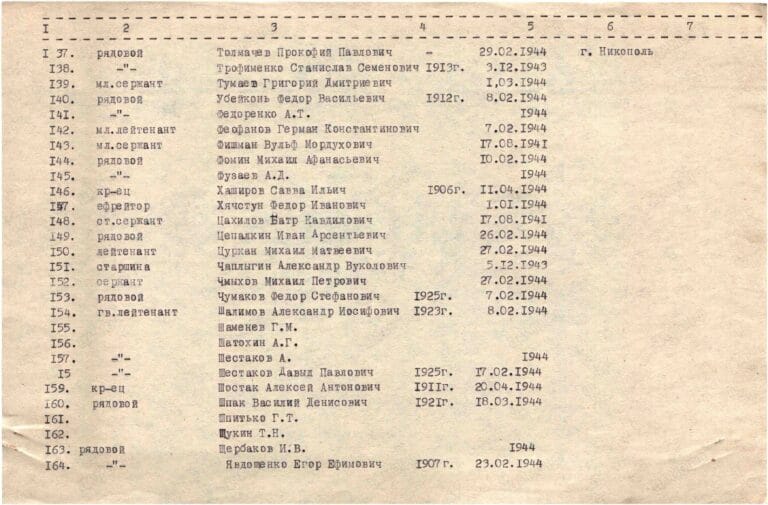 I 2 3 4 5 6 7
I37. рядовой Толмачев Прокофий Павлович - 29.02.1944 г. Никополь
I38. -"- Трофименко Станислав Семенович I9I3г. 3.I2.I943
I39. мл.сержант Тумаев Григорий Дмитриевич I.03.I944
I40. рядовой Убейконь Федор Васильевич I9I2г. 8.02.I944
I4I. -"- Федоренко А.Т. I944
I42. мл.лейтенант Феофанов Герман Константинович 7.02.I944
I43. мл.сержант Фишман Вульф Мордухович I7.08.I94I
I44. рядовой Фомин Михаил Афанасьевич I0.02.I944
I45. -"- Фузаев А.Д. I944
I46. кр-ец Хаширов Савва Ильич I906г. II.04.I944
I47. ефрейтор Хячстун Федор Иванович I.0I.I944
I48. ст.сержант Цахилов Батр Кавдилович I7.08.I94I
I49. рядовой Цепалкин Иван Арсентьевич 26.02.I944
I50. лейтенант Цуркан Михаил Матвеевич 27.02.I944
I5I. старшина Чаплыгин Александр Вуколович 5.I2.I943
I52. сержант Чмыхов Михаил Петрович 27.02.I944
I53. рядовой Чумаков Федор Стефанович I925г. 7.02.I944
I54. гв.лейтенант Шалимов Александр Иосифович I923г. 8.02.I944
I55. Шаменев Г.М.
I56. Шатохин А.Г.
I57. -"- Шестаков А. I944
I5 -"- Шестаков Давыд Павлович I925г. I7.02.I944
I59. кр-ец Шостак Алексей Антонович I9IIг. 20.04.I944
I60. рядовой Шпак Василий Денисович I92Iг. I8.03.I944
I6I. Шпитько Г.Т.
I62. Щукин Т.Н.
I63. рядовой Щербаков И.В. I944
I64. -"- Явдошенко Егор Ефимович I907г. 23.02.I944